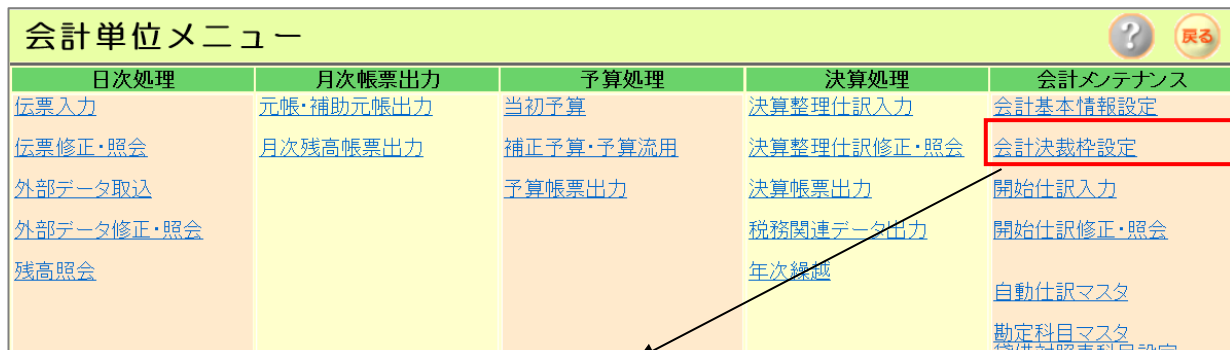 会計単位メニュー
? 戻る
日次処理 月次帳票出力 予算処理 決算処理 会計メンテナンス
伝票入力 元帳・補助元帳出力 当初予算 決算整理仕訳入力 会計基本情報設定
伝票修正・照会 月次残高帳票出力 補正予算・予算流用 決算整理仕訳修正・照会 会計決裁枠設定
外部データ取込 予算帳票出力 決算帳票出力 開始仕訳入力
外部データ修正・照会 税務関連データ出力 開始仕訳修正・照会
残高照会 年次繰越
自動仕訳マスタ
勘定科目マスタ
貸借対照表科目設定